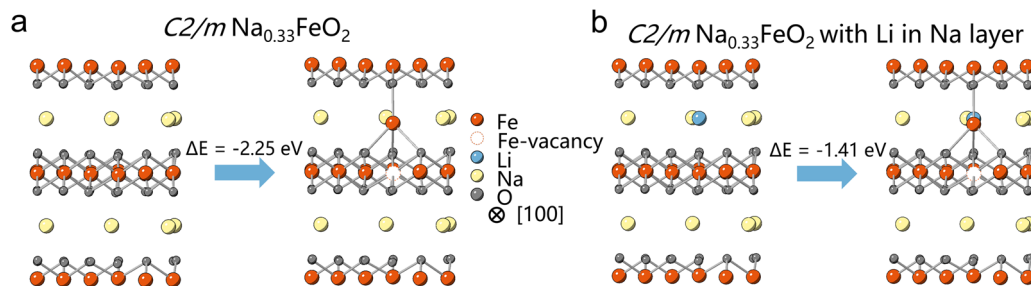 a
C2/m Na0.33FeO2
ΔE = -2.25 eV
Fe
Fe-vacancy
Li
Na
O
⊗ [100]
b
C2/m Na0.33FeO2 with Li in Na layer
ΔE = -1.41 eV